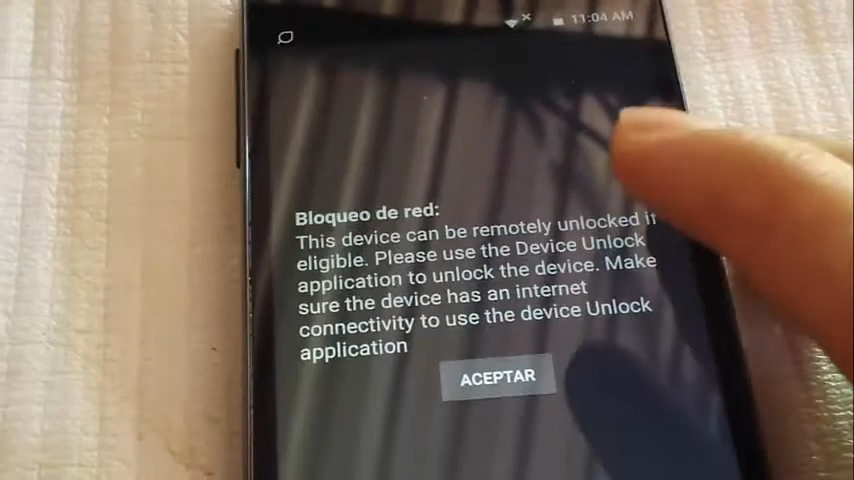 11:04 AM
Bloqueo de red:
This device can be remotely unlocked if
eligible. Please use the Device Unlock
application to unlock the device. Make
sure the device has an internet
connectivity to use the device Unlock
application
ACEPTAR